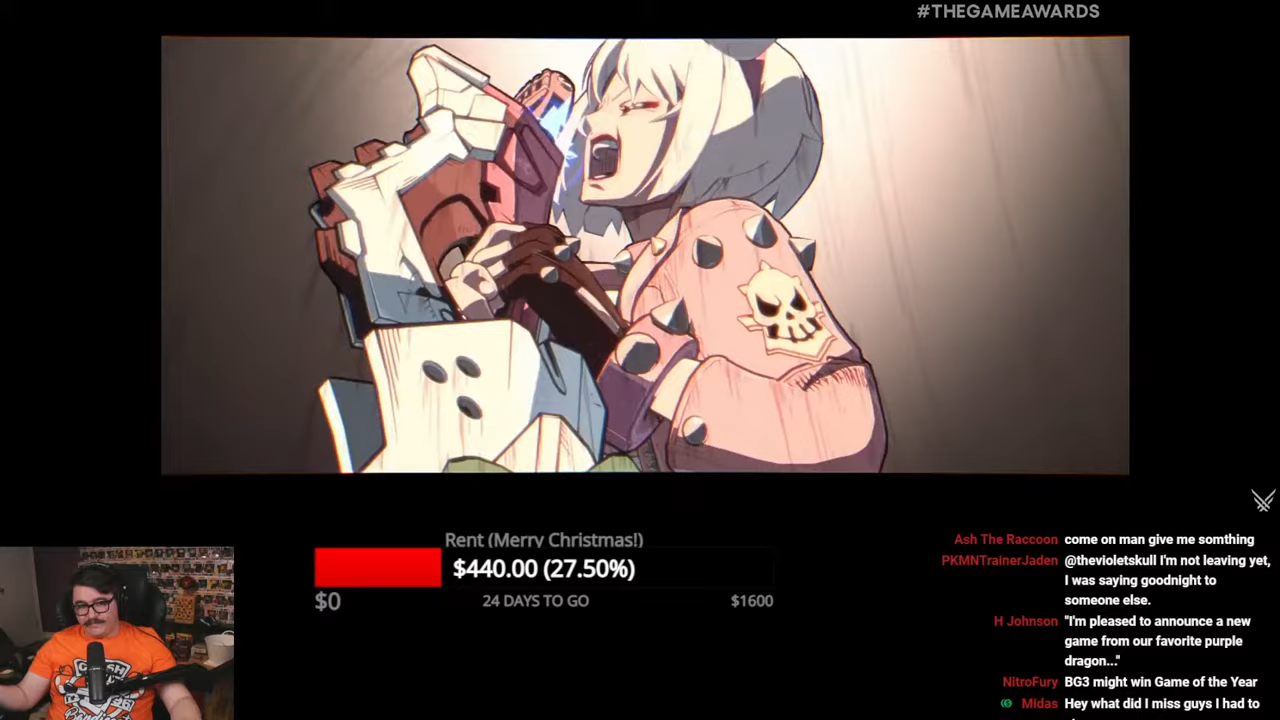 #THEGAMEAWARDS
Rent (Merry Christmas!)
$440.00 (27.50%)
$0
24 DAYS TO GO
$1600
Ash The Raccoon come on man give me somthing
PKMNTrainerJaden @thevioletskull I'm not leaving yet,
I was saying goodnight to
someone else.
H Johnson "I'm pleased to announce a new
game from our favorite purple
dragon..."
NitroFury BG3 might win Game of the Year
Midas Hey what did I miss guys I had to